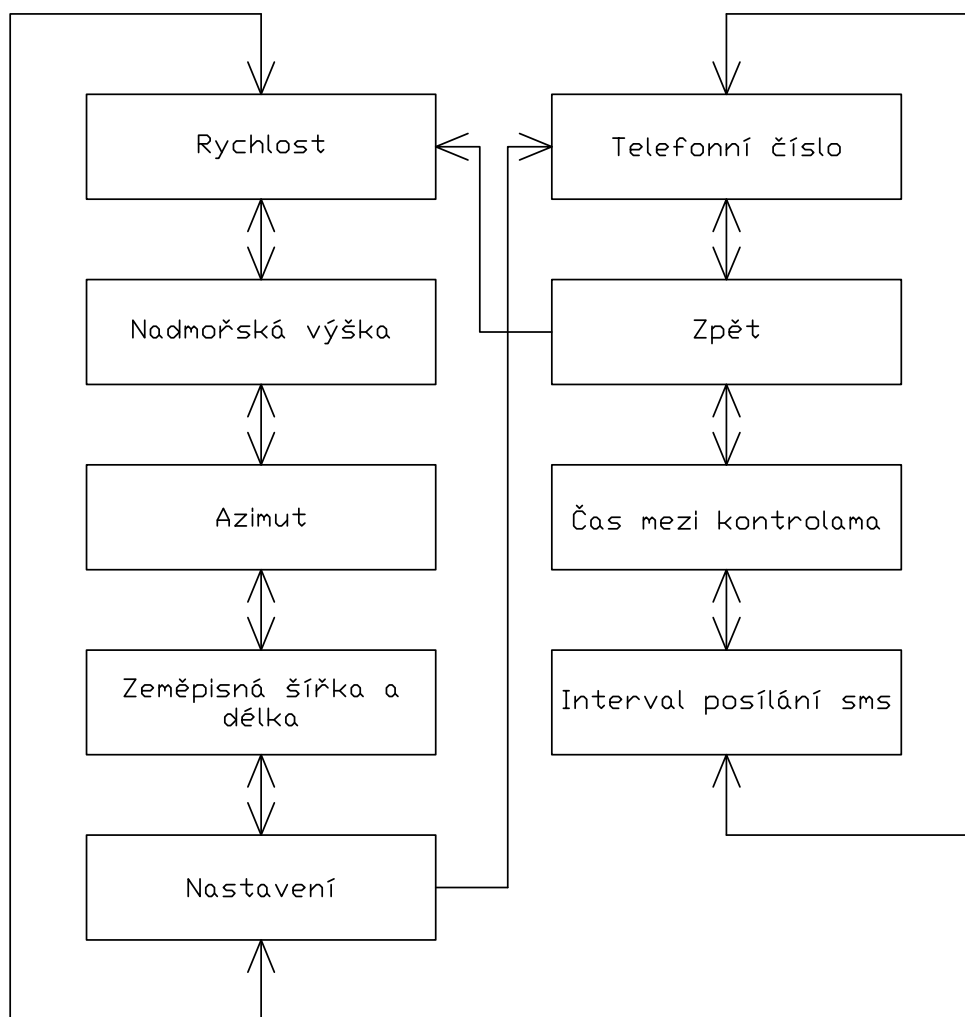 Rychlost
Nadmořská výška
Azimut
Zeměpisná šířka a
délka
Nastavení
Telefonní číslo
Zpět
Čas mezi kontrolama
Interval posílání sms